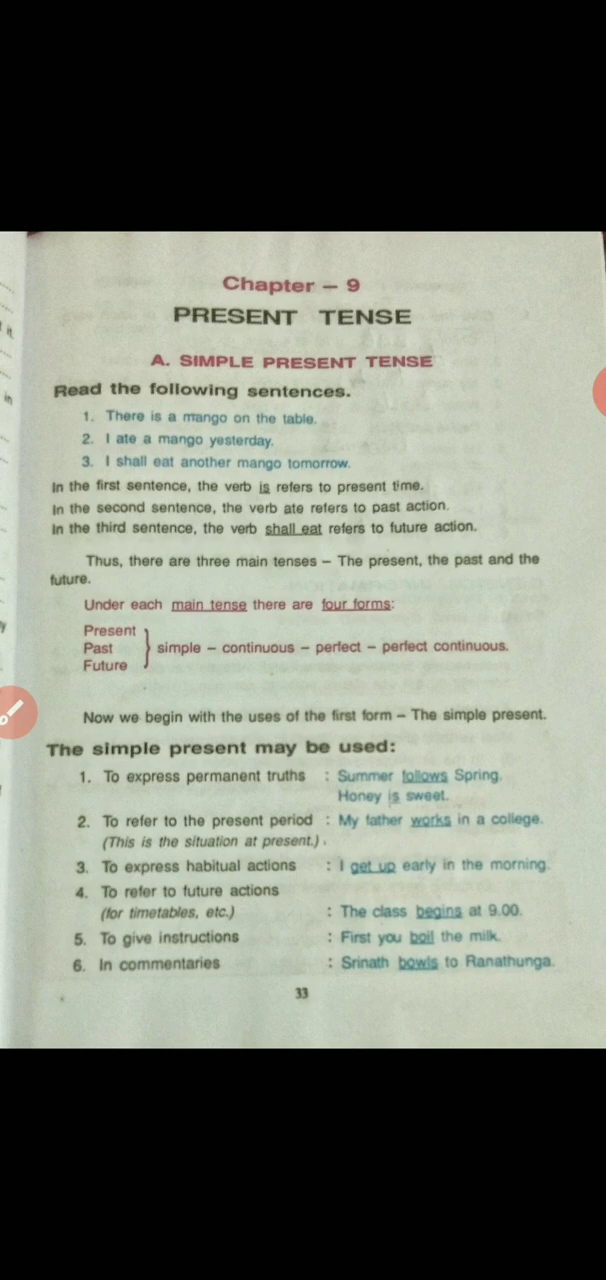 Chapter – 9
PRESENT TENSE
A. SIMPLE PRESENT TENSE
Read the following sentences.
1. There is a mango on the table.
2. I ate a mango yesterday.
3. I shall eat another mango tomorrow.
In the first sentence, the verb is refers to present time.
In the second sentence, the verb ate refers to past action.
In the third sentence, the verb shall eat refers to future action.
Thus, there are three main tenses – The present, the past and the
future.
Under each main tense there are four forms:
Present
Past } simple – continuous – perfect – perfect continuous.
Future
Now we begin with the uses of the first form – The simple present.
The simple present may be used:
1. To express permanent truths : Summer follows Spring.
Honey is sweet.
2. To refer to the present period : My father works in a college.
(This is the situation at present.)
3. To express habitual actions : I get up early in the morning.
4. To refer to future actions
(for timetables, etc.) : The class begins at 9.00.
5. To give instructions : First you boil the milk.
6. In commentaries : Srinath bowls to Ranathunga.
33